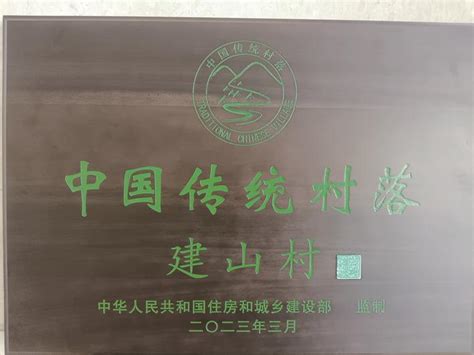 中国传统村落
TRADITIONAL CHINESE VILLAGE
中国传统村落
建山村
中华人民共和国住房和城乡建设部 监制
二〇二三年三月